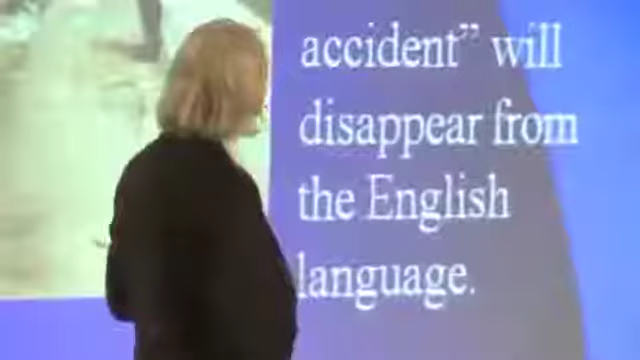 accident” will
disappear from
the English
language.